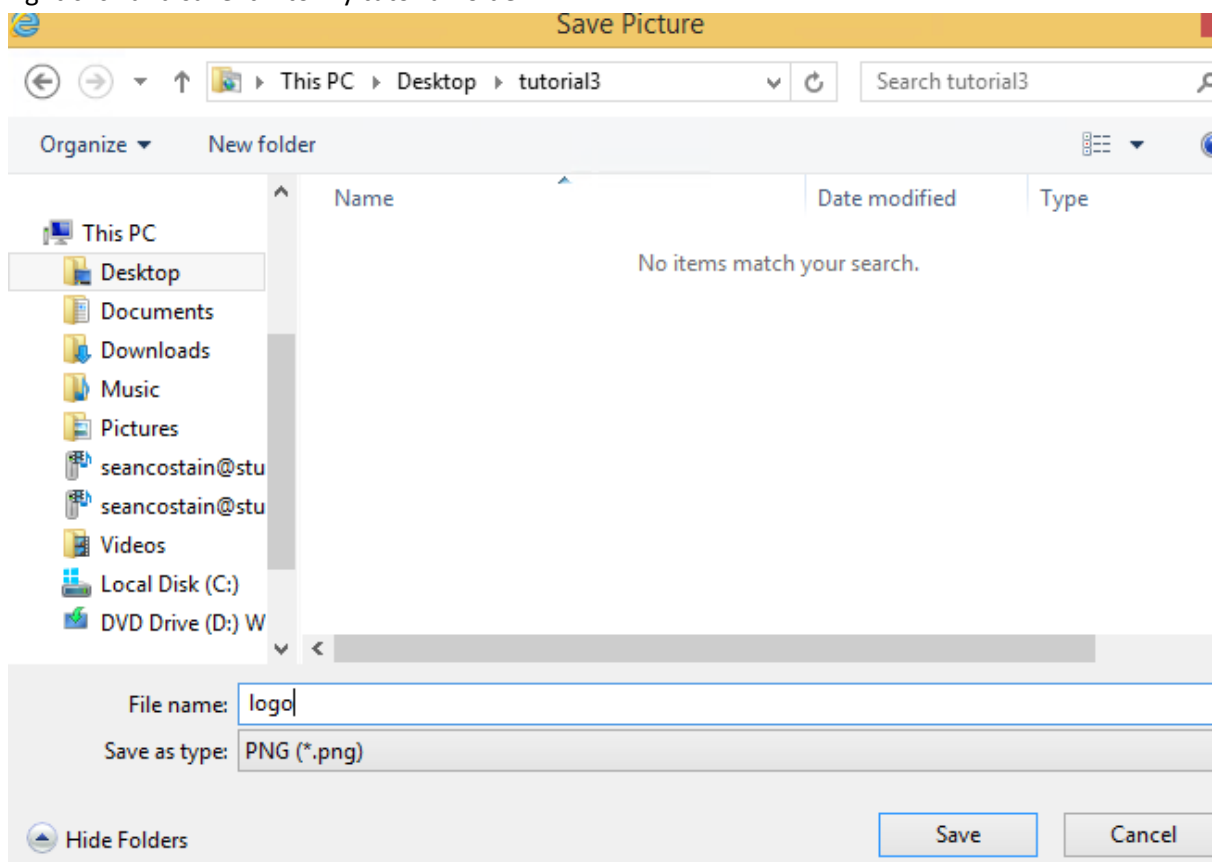 Save Picture
This PC Desktop tutorial3 Search tutorial3
Organize New folder
Name Date modified Type
This PC
No items match your search.
Desktop
Documents
Downloads
Music
Pictures
seancostain@stu
seancostain@stu
Videos
Local Disk (C:)
DVD Drive (D:) W
File name: logo
Save as type: PNG (*.png)
Hide Folders Save Cancel